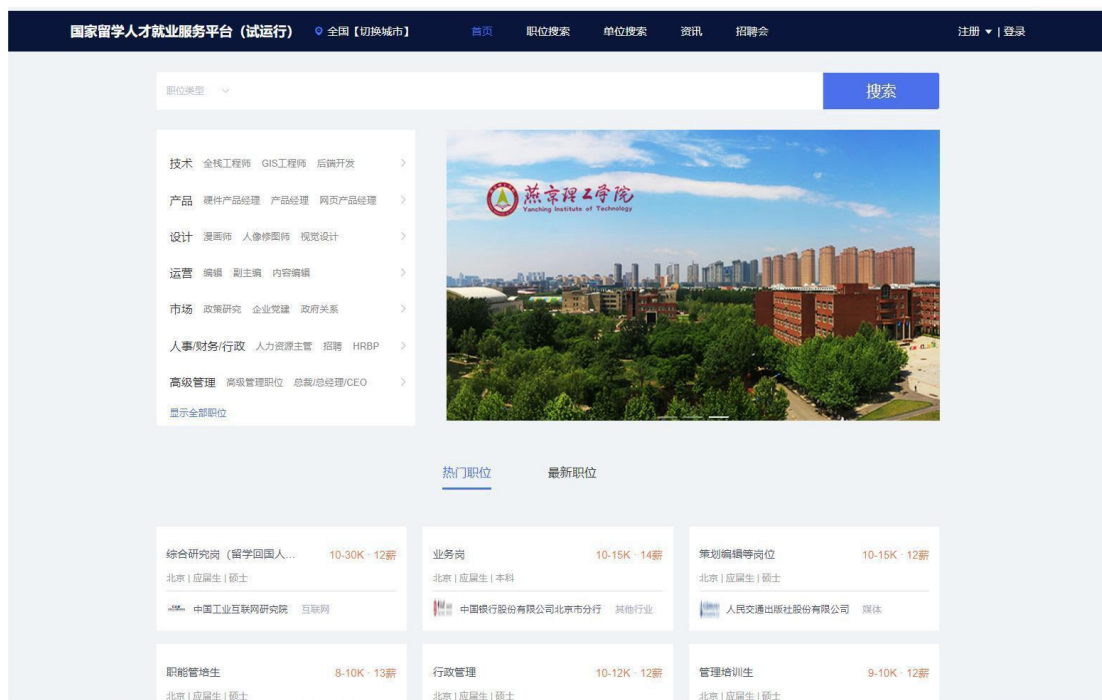 国家留学人才就业服务平台（试运行） 全国【切换城市】 首页 职位搜索 单位搜索 资讯 招聘会 注册 | 登录
职位类型 搜索
技术 全栈工程师 GIS工程师 后端开发
产品 硬件产品经理 产品经理 网页产品经理
设计 漫画师 人像修图师 视觉设计
运营 编辑 副主编 内容编辑
市场 政策研究 企业党建 政府关系
人事/财务/行政 人力资源主管 招聘 HRBP
高级管理 高级管理职位 总裁/总经理/CEO
显示全部职位
燕京理工学院
Yanching Institute of Technology
热门职位 最新职位
综合研究岗（留学回国人... 10-30K · 12薪
北京 | 应届生 | 硕士
中国工业互联网研究院 互联网
业务岗 10-15K · 14薪
北京 | 应届生 | 本科
中国银行股份有限公司北京市分行 其他行业
策划编辑等岗位 10-15K · 12薪
北京 | 应届生 | 硕士
人民交通出版社股份有限公司 媒体
职能管培生 8-10K · 13薪
北京 | 应届生 | 硕士
行政管理 10-12K · 12薪
北京 | 应届生 | 硕士
管理培训生 9-10K · 12薪
北京 | 应届生 | 硕士